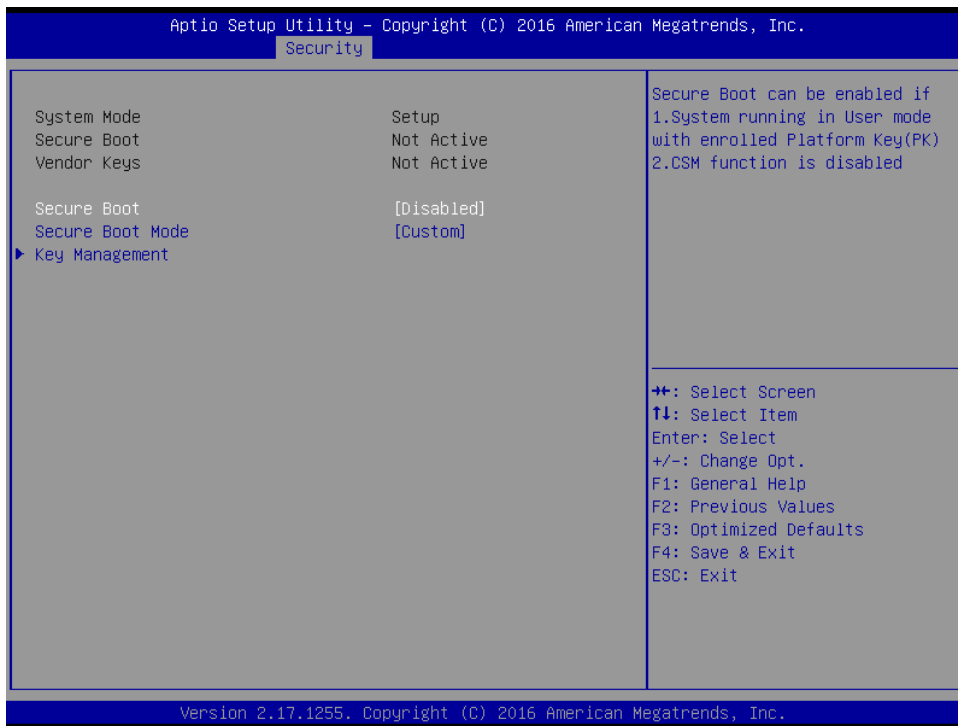 Aptio Setup Utility – Copyright (C) 2016 American Megatrends, Inc.
Security
System Mode Setup
Secure Boot Not Active
Vendor Keys Not Active
Secure Boot [Disabled]
Secure Boot Mode [Custom]
▶ Key Management
Secure Boot can be enabled if
1.System running in User mode
with enrolled Platform Key(PK)
2.CSM function is disabled
→←: Select Screen
↑↓: Select Item
Enter: Select
+/-: Change Opt.
F1: General Help
F2: Previous Values
F3: Optimized Defaults
F4: Save & Exit
ESC: Exit
Version 2.17.1255. Copyright (C) 2016 American Megatrends, Inc.